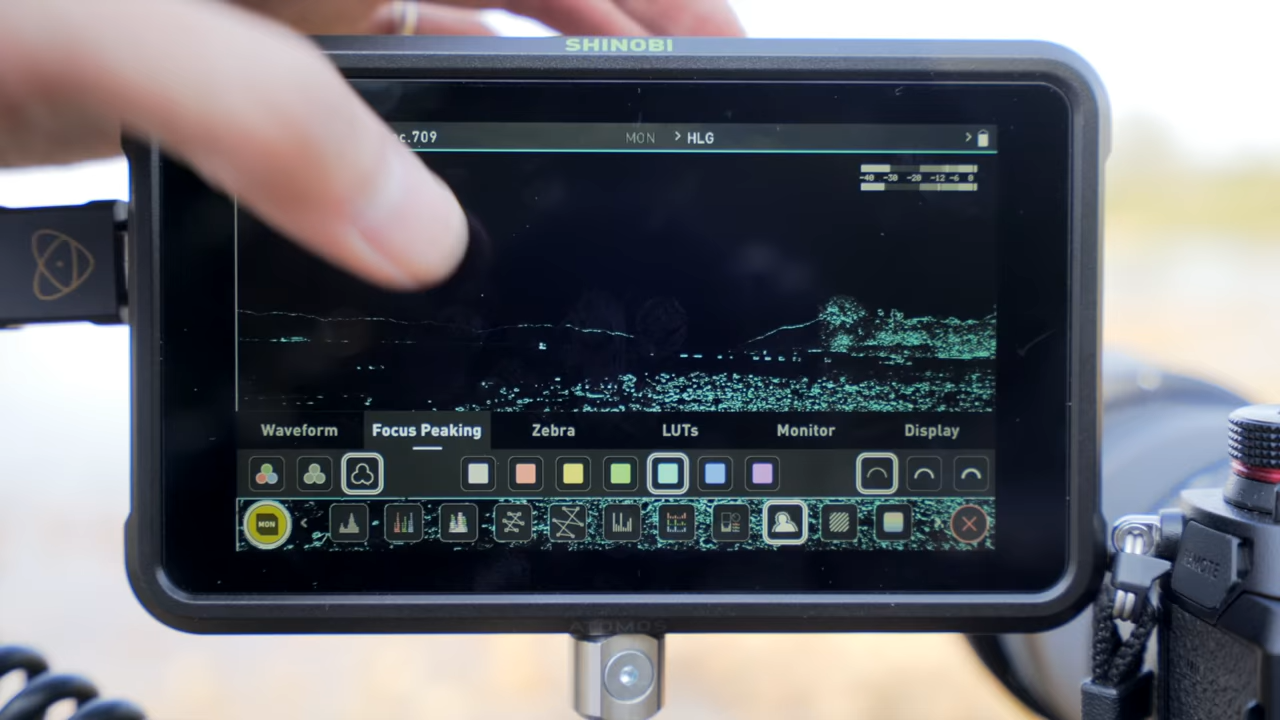 SHINOBI
c.709 MON > HLG >
-40 -30 -20 -12 -6 0
Waveform Focus Peaking Zebra LUTs Monitor Display
MON
ATOMOS
REMOTE